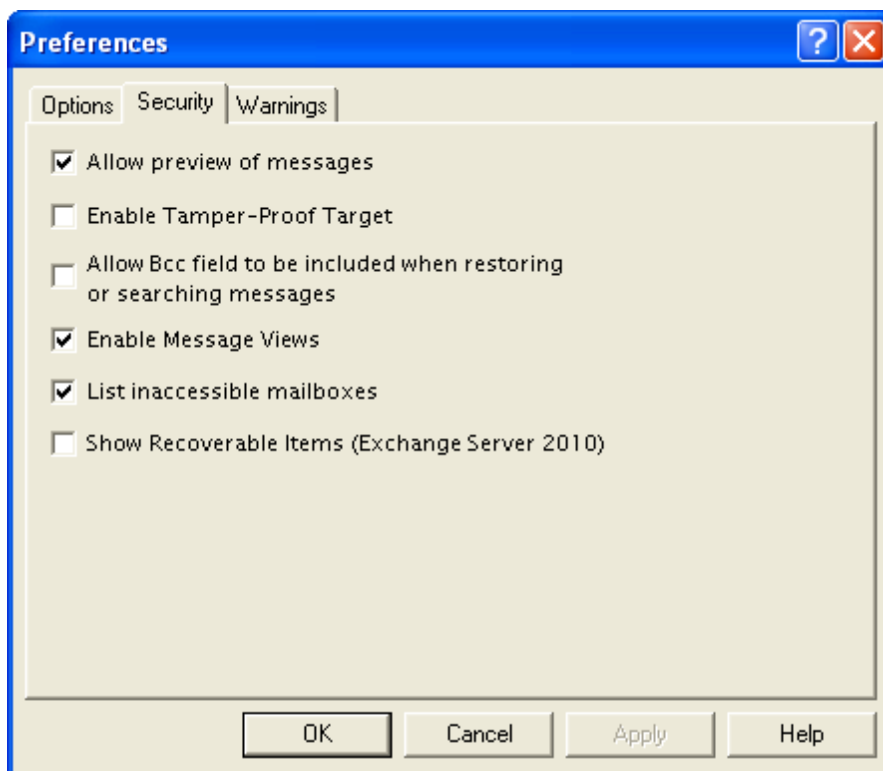 Preferences
Options Security Warnings
Allow preview of messages
Enable Tamper-Proof Target
Allow Bcc field to be included when restoring
or searching messages
Enable Message Views
List inaccessible mailboxes
Show Recoverable Items (Exchange Server 2010)
OK Cancel Apply Help